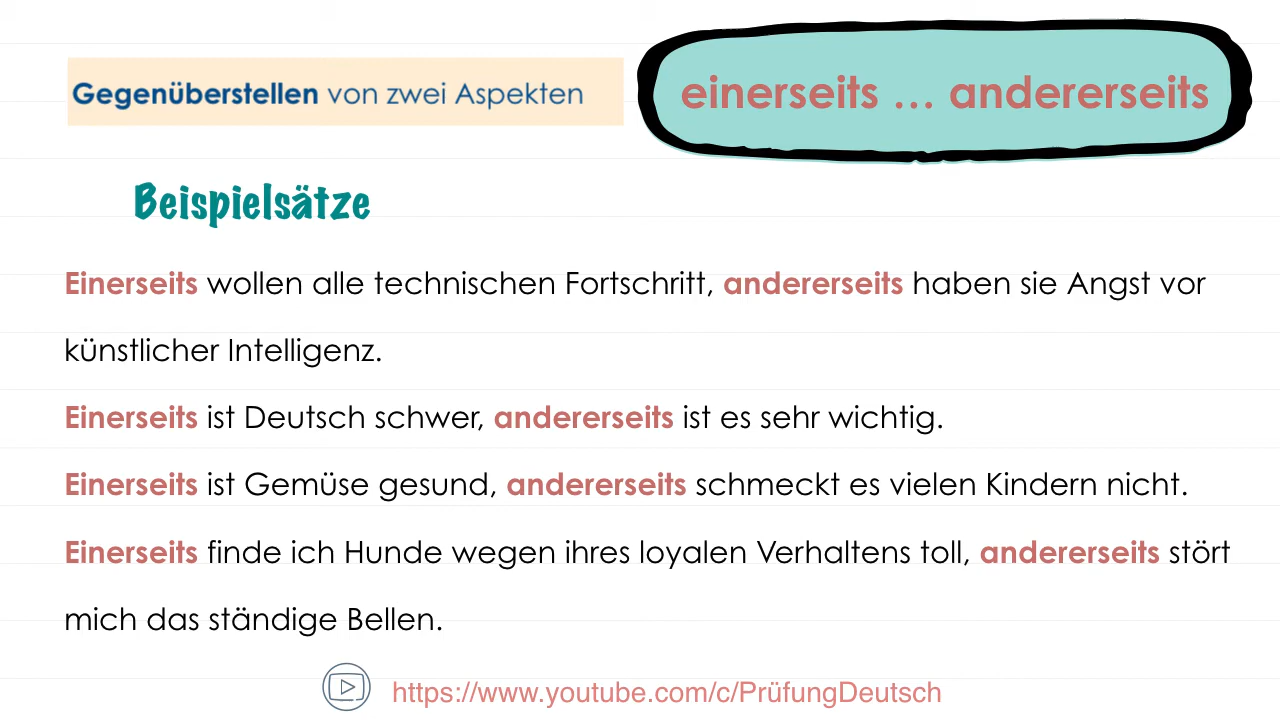 Gegenüberstellen von zwei Aspekten
einerseits ... andererseits
Beispielsätze
Einerseits wollen alle technischen Fortschritt, andererseits haben sie Angst vor
künstlicher Intelligenz.
Einerseits ist Deutsch schwer, andererseits ist es sehr wichtig.
Einerseits ist Gemüse gesund, andererseits schmeckt es vielen Kindern nicht.
Einerseits finde ich Hunde wegen ihres loyalen Verhaltens toll, andererseits stört
mich das ständige Bellen.
https://www.youtube.com/c/PrüfungDeutsch